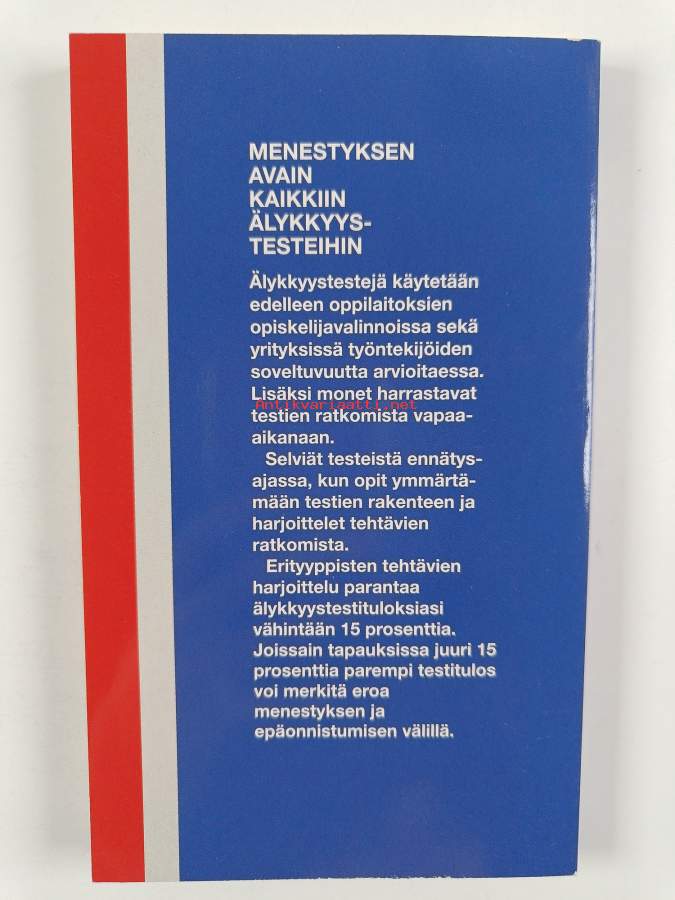 MENESTYKSEN
AVAIN
KAIKKIIN
ÄLYKKYYS-
TESTEIHIN
Älykkyystestejä käytetään
edelleen oppilaitoksien
opiskelijavalinnoissa sekä
yrityksissä työntekijöiden
soveltuvuutta arvioitaessa.
Lisäksi monet harrastavat
Antikvariaatti.net
testien ratkomista vapaa-
aikanaan.
Selviät testeistä ennätys-
ajassa, kun opit ymmärtä-
mään testien rakenteen ja
harjoittelet tehtävien
ratkomista.
Erityyppisten tehtävien
harjoittelu parantaa
älykkyystestituloksiasi
vähintään 15 prosenttia.
Joissain tapauksissa juuri 15
prosenttia parempi testitulos
voi merkitä eroa
menestyksen ja
epäonnistumisen välillä.